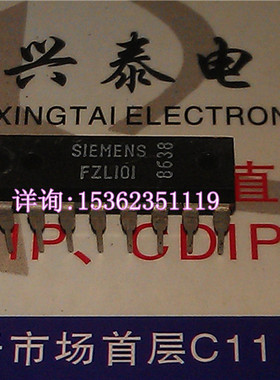 兴泰电
XINGTAI ELECTRON
SIEMENS
FZL101
8638
直
详询：15362351119
IP、CDIP
市场首层C11